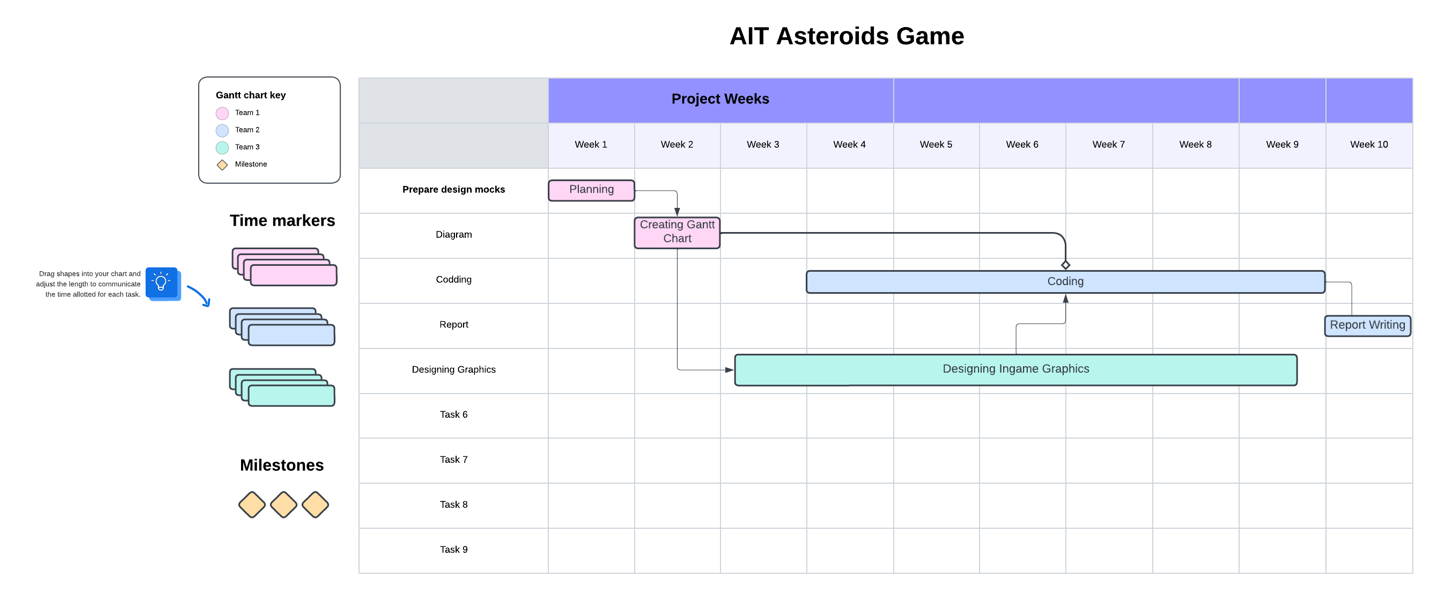 AIT Asteroids Game
Gantt chart key
Team 1
Team 2
Team 3
Milestone
Time markers
Drag shapes into your chart and
adjust the length to communicate
the time allotted for each task.
Milestones
Project Weeks
Week 1
Week 2
Week 3
Week 4
Week 5
Week 6
Week 7
Week 8
Week 9
Week 10
Prepare design mocks
Planning
Diagram
Creating Gantt
Chart
Codding
Coding
Report
Report Writing
Designing Graphics
Designing Ingame Graphics
Task 6
Task 7
Task 8
Task 9